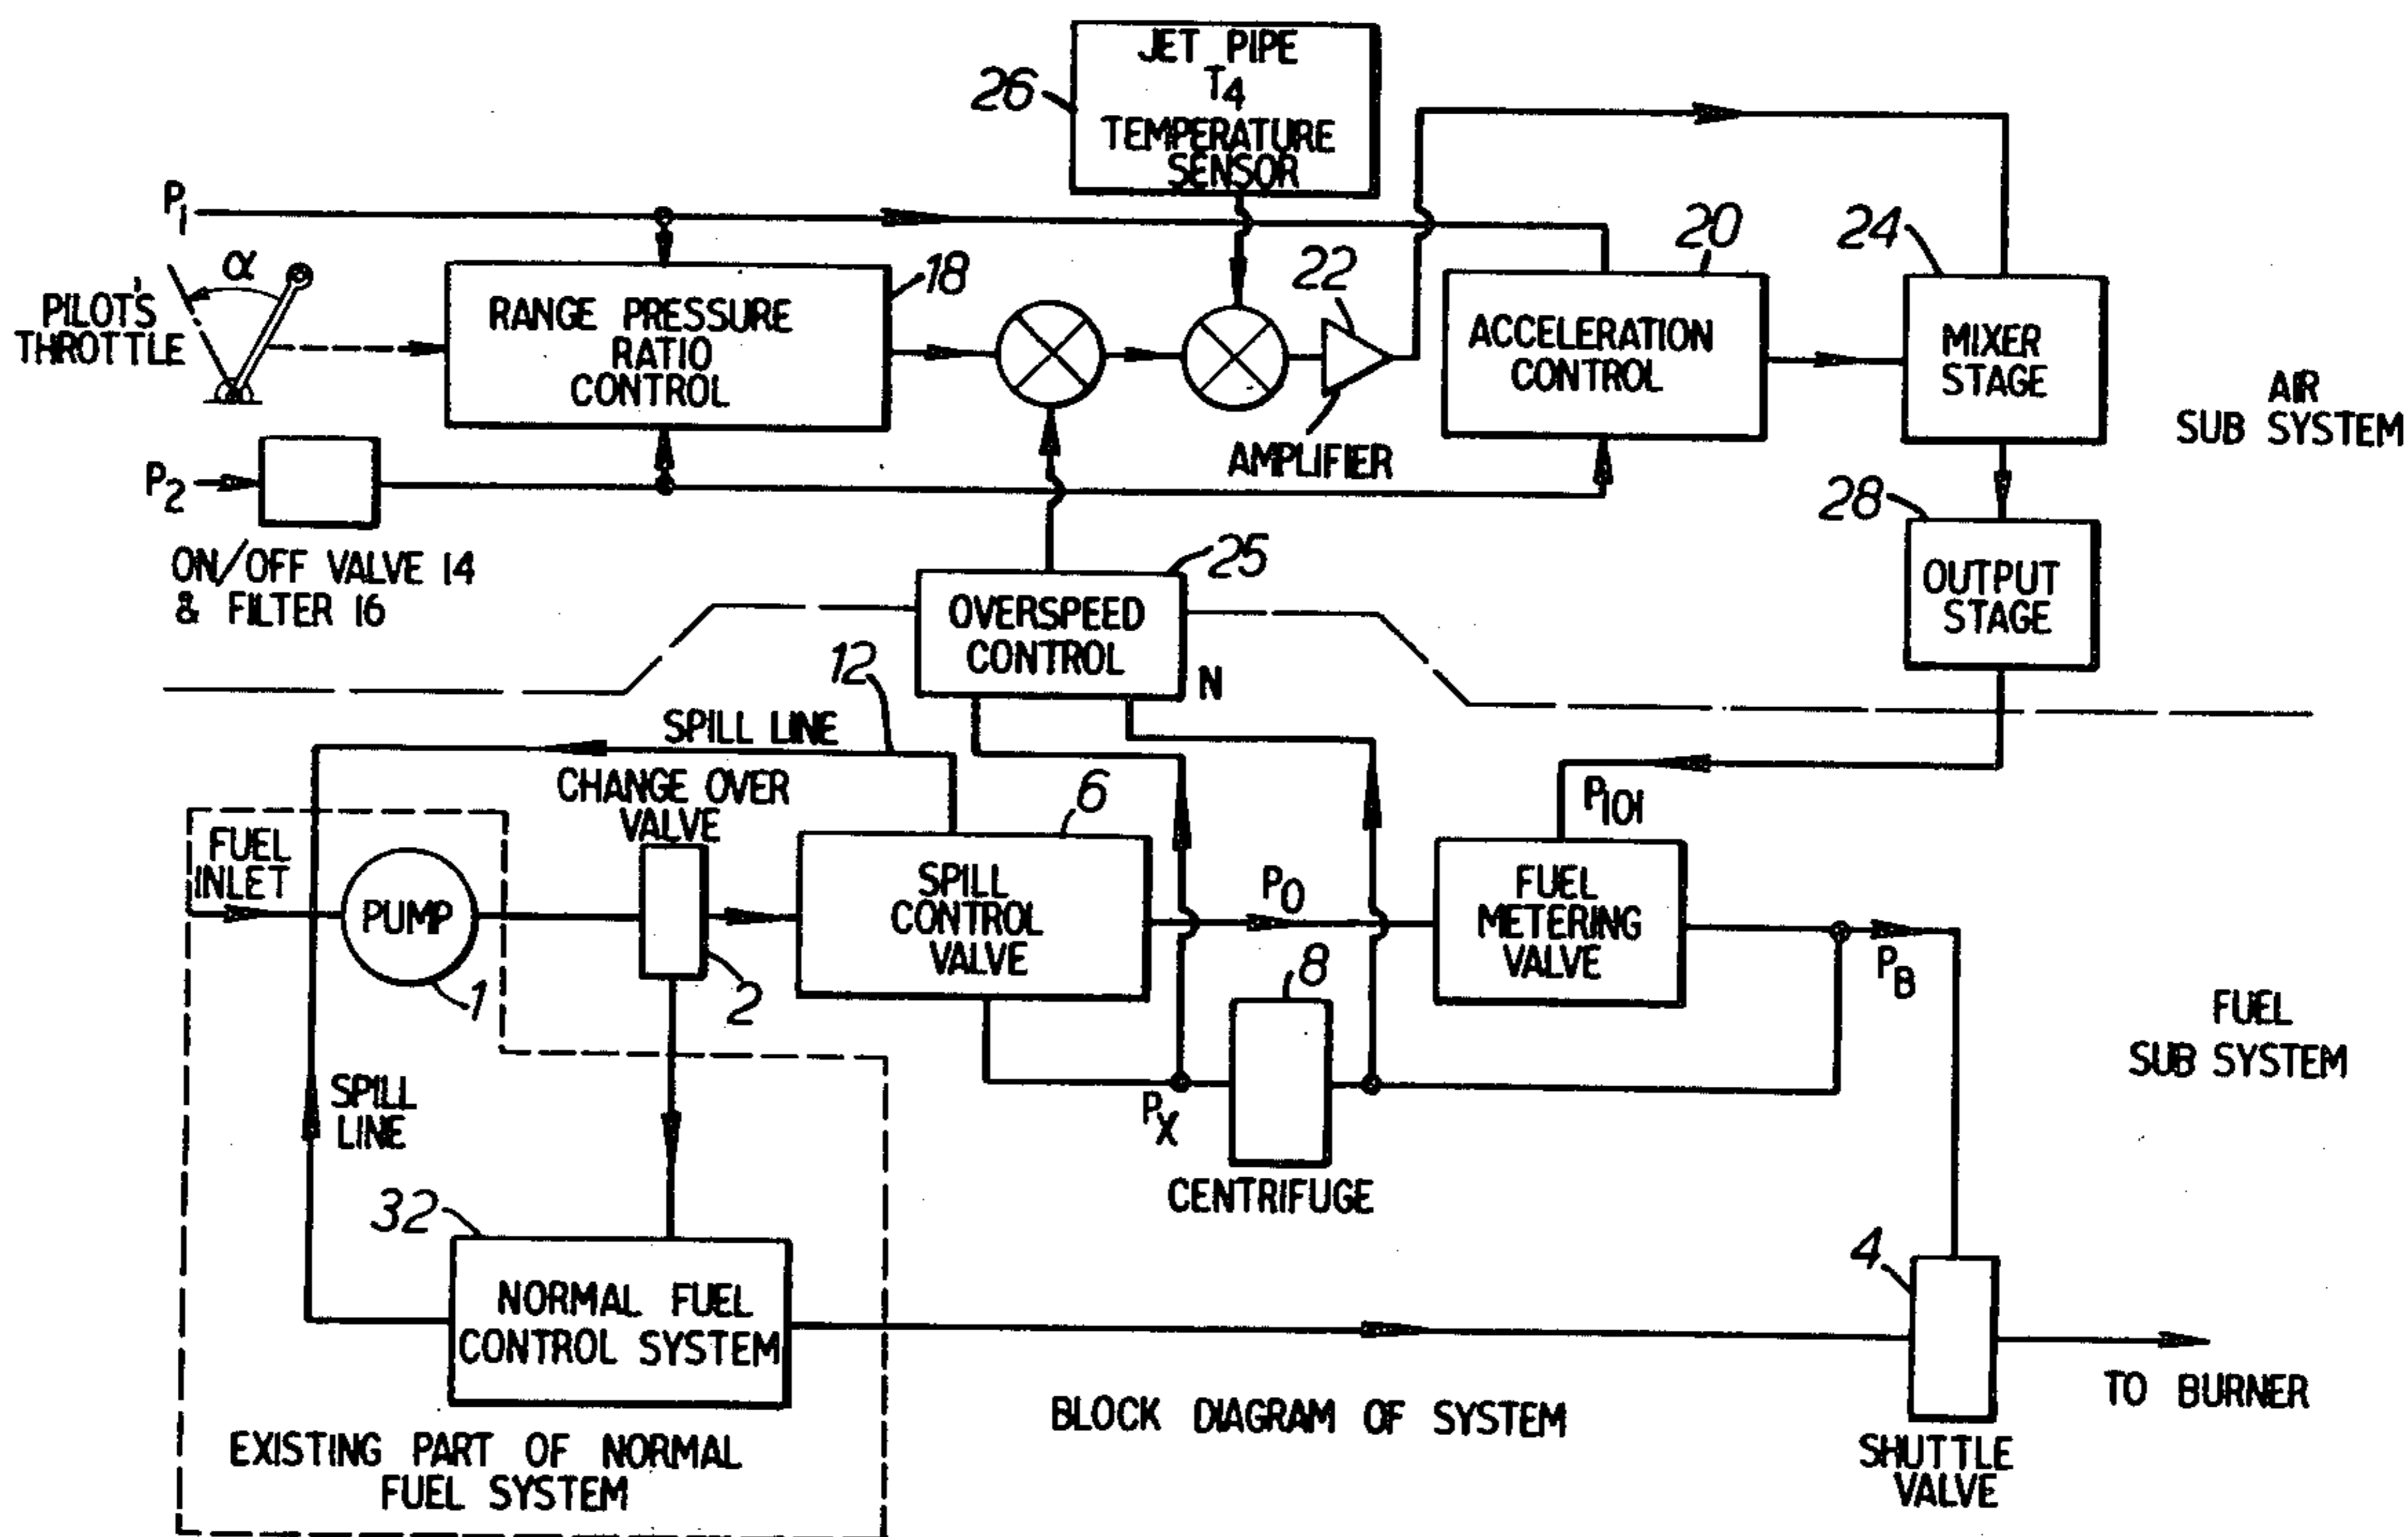 JET PIPE
T4
TEMPERATURE
SENSOR
26
P1
α
PILOT'S
THROTTLE
RANGE PRESSURE
RATIO
CONTROL
18
22
AMPLIFIER
20
ACCELERATION
CONTROL
24
MIXER
STAGE
AIR
SUB SYSTEM
P2
ON/OFF VALVE 14
& FILTER 16
28
OUTPUT
STAGE
25
OVERSPEED
CONTROL
N
12
SPILL LINE
CHANGE OVER
VALVE
6
P101
FUEL
INLET
PUMP
1
2
SPILL
CONTROL
VALVE
PO
8
FUEL
METERING
VALVE
PB
FUEL
SUB SYSTEM
SPILL
LINE
PX
CENTRIFUGE
32
NORMAL FUEL
CONTROL SYSTEM
4
TO BURNER
BLOCK DIAGRAM OF SYSTEM
SHUTTLE
VALVE
EXISTING PART OF NORMAL
FUEL SYSTEM